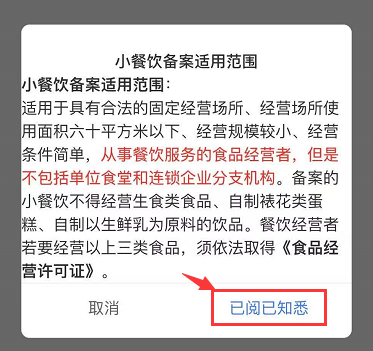 小餐饮备案适用范围
小餐饮备案适用范围：
适用于具有合法的固定经营场所、经营场所使
用面积六十平方米以下、经营规模较小、经营
条件简单，从事餐饮服务的食品经营者，但是
不包括单位食堂和连锁企业分支机构。备案的
小餐饮不得经营生食类食品、自制裱花类蛋
糕、自制以生鲜乳为原料的饮品。餐饮经营者
若要经营以上三类食品，须依法取得《食品经
营许可证》。
取消 已阅已知悉